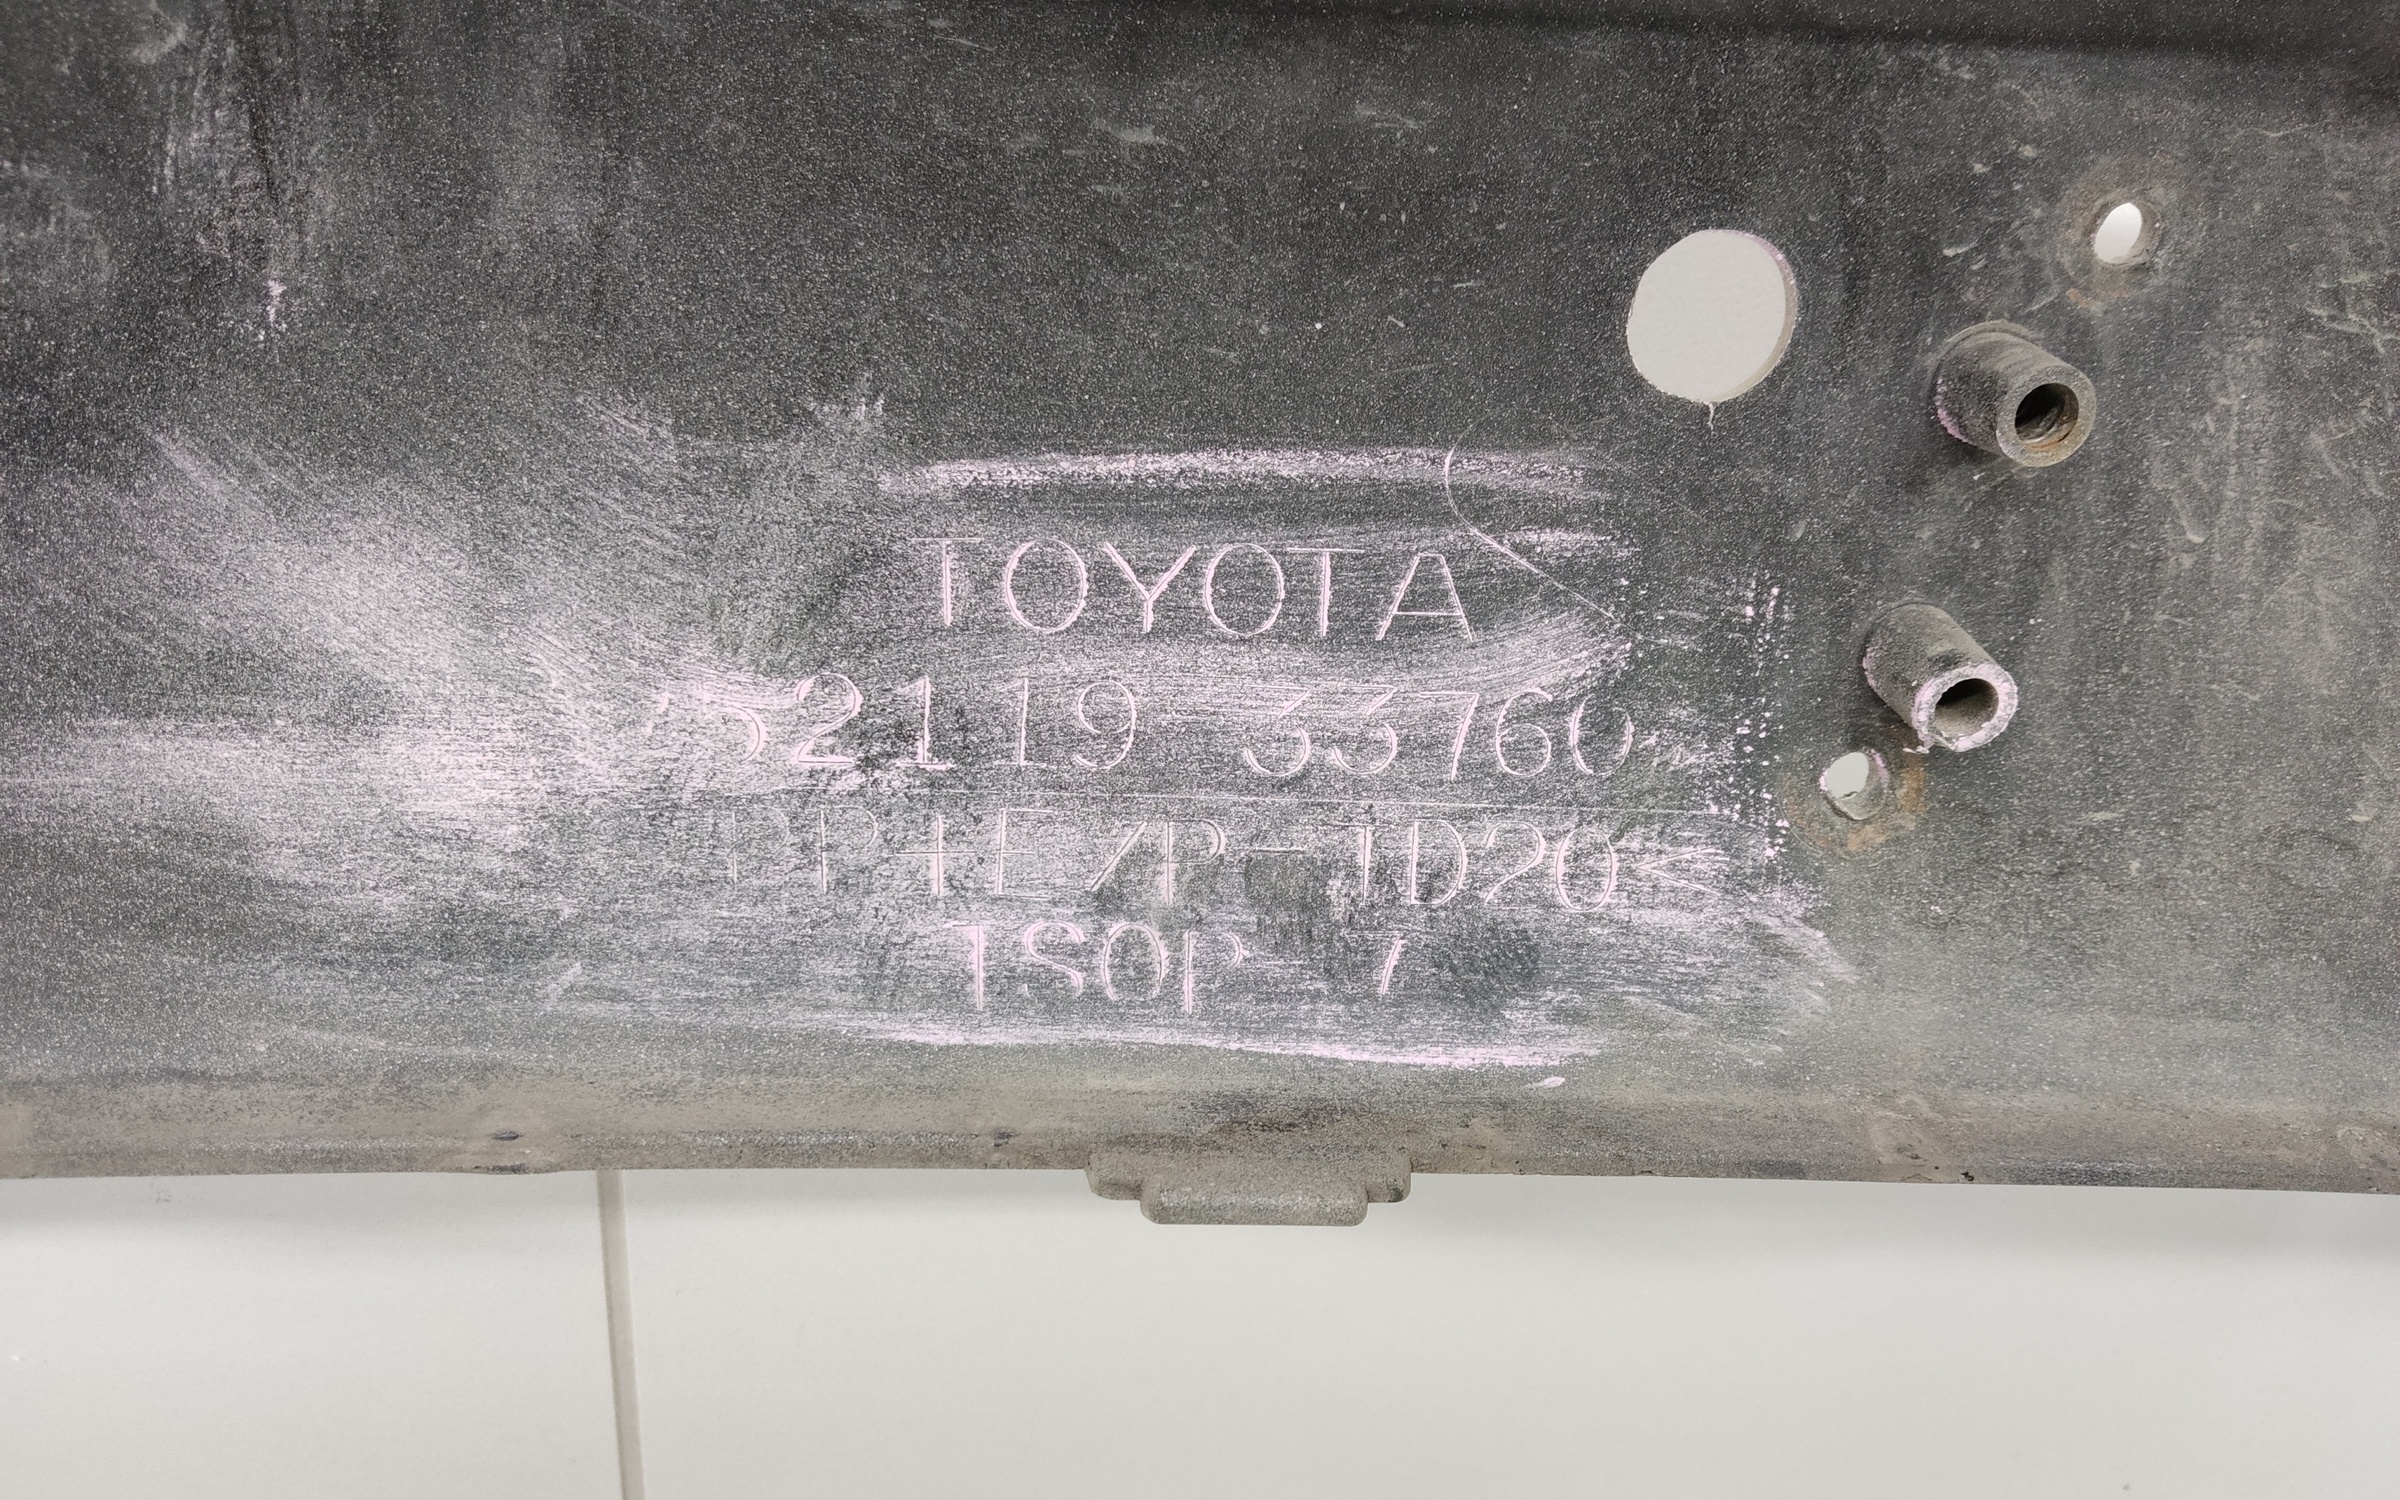 TOYOTA
52119-33760
PP+E/P-TD20<
TSOP 7